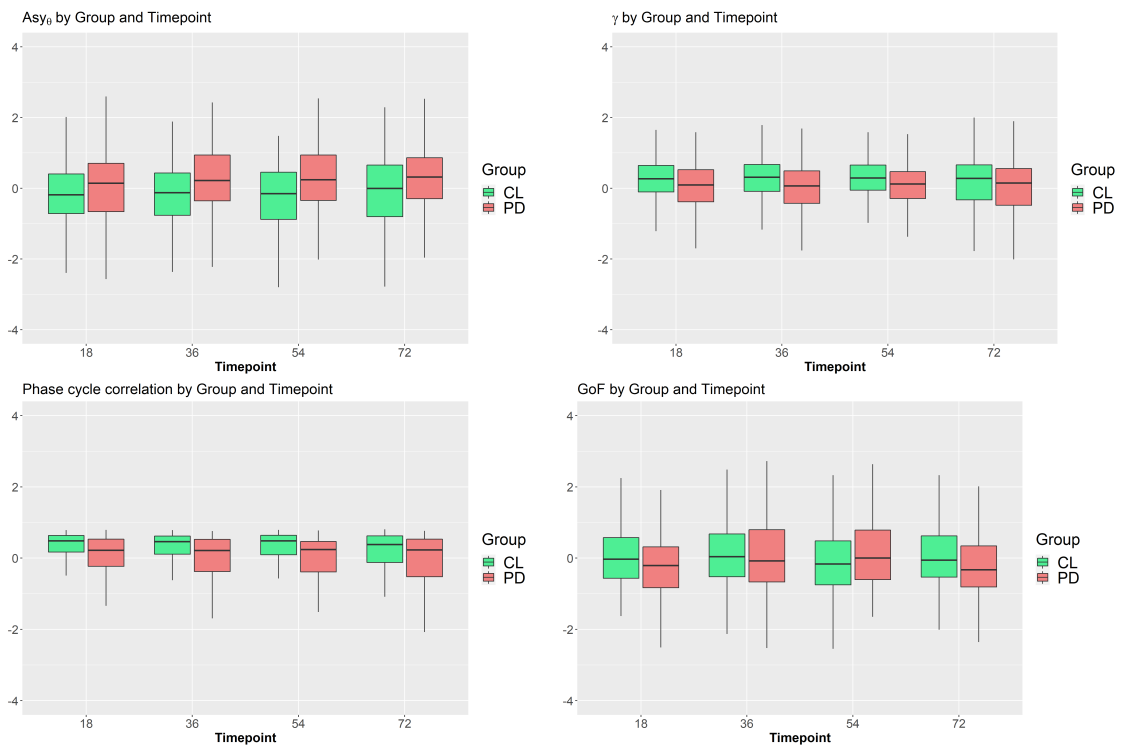 Asyθ by Group and Timepoint
4
2
0
-2
-4
18 36 54 72
Timepoint
Group
CL
PD
γ by Group and Timepoint
4
2
0
-2
-4
18 36 54 72
Timepoint
Group
CL
PD
Phase cycle correlation by Group and Timepoint
4
2
0
-2
-4
18 36 54 72
Timepoint
Group
CL
PD
GoF by Group and Timepoint
4
2
0
-2
-4
18 36 54 72
Timepoint
Group
CL
PD